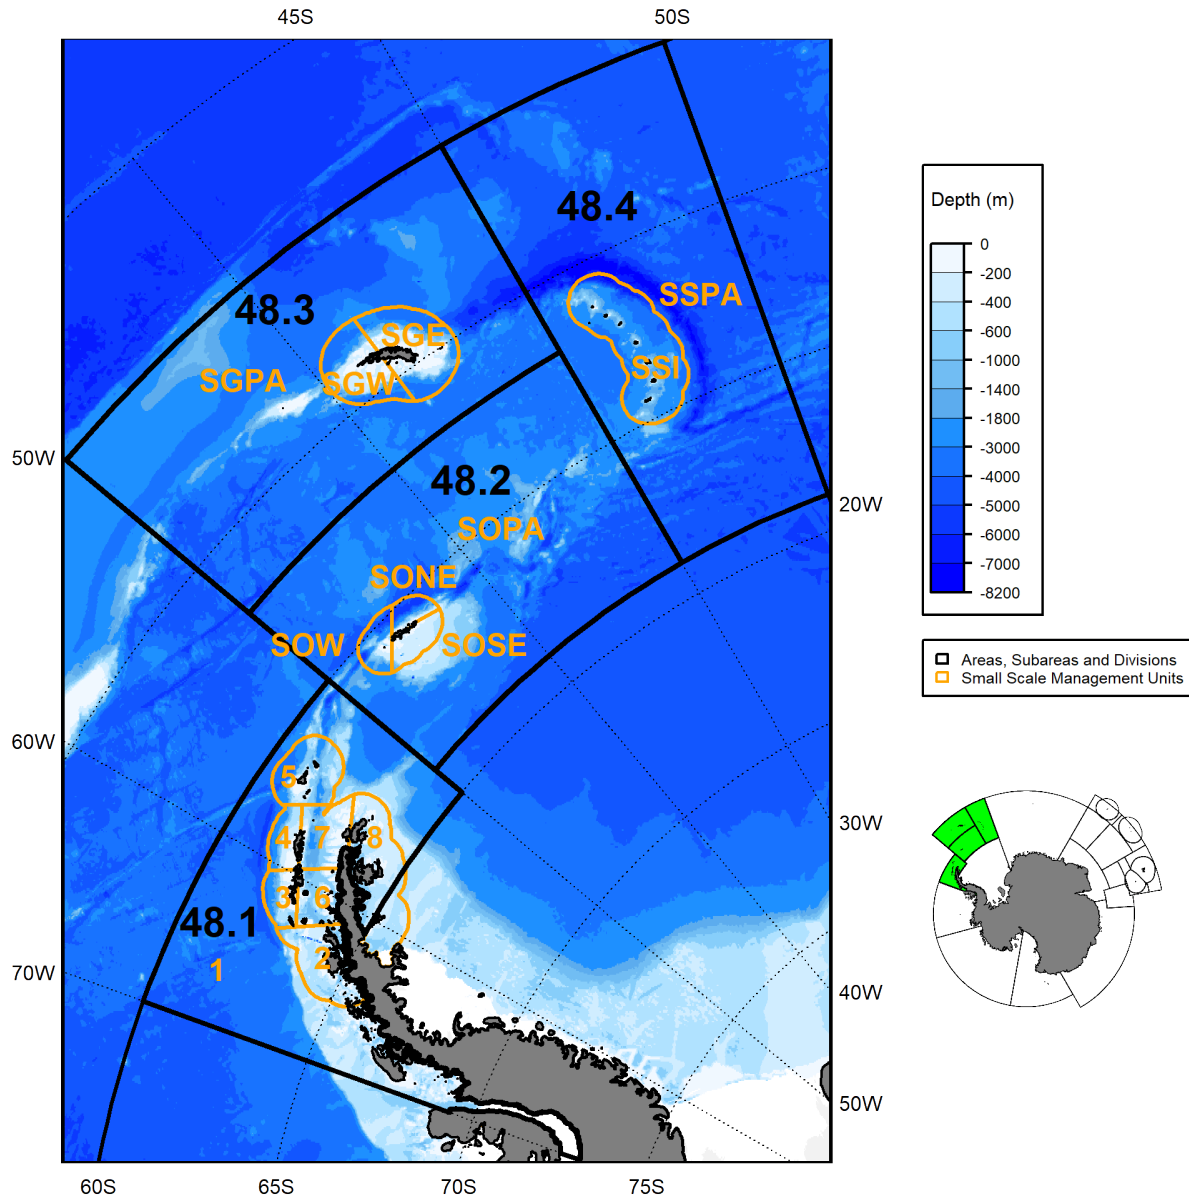 45S 50S
48.4
SSPA
48.3
SGE
SSI
SGPA SGW
50W
48.2
20W
SOPA
SONE
SOW SOSE
60W
5
4 7 8
30W
3 6
48.1
2
1
70W
40W
50W
60S 65S 70S 75S
Depth (m)
0
-200
-400
-600
-1000
-1400
-1800
-3000
-4000
-5000
-6000
-7000
-8200
Areas, Subareas and Divisions
Small Scale Management Units